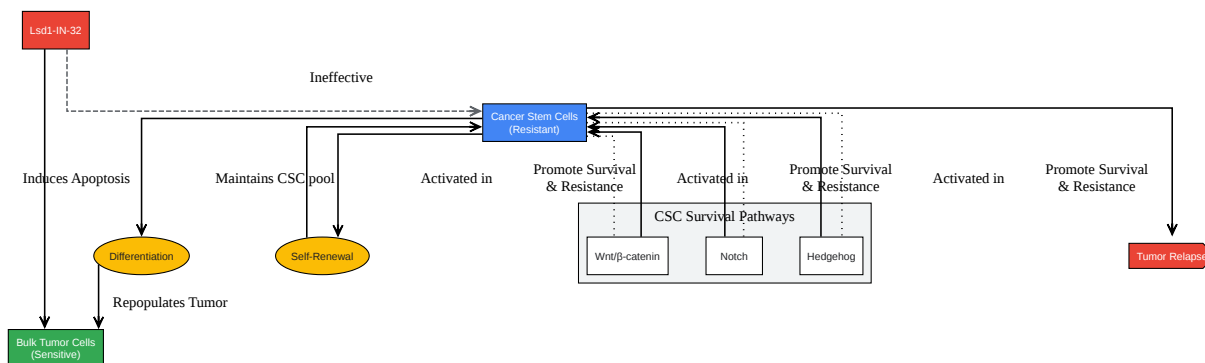 Lsd1-IN-32
Ineffective
Cancer Stem Cells
(Resistant)
Induces Apoptosis
Maintains CSC pool
Activated in
Promote Survival
& Resistance
Activated in
Promote Survival
& Resistance
Activated in
Promote Survival
& Resistance
CSC Survival Pathways
Differentiation
Self-Renewal
Wnt/β-catenin
Notch
Hedgehog
Tumor Relapse
Repopulates Tumor
Bulk Tumor Cells
(Sensitive)